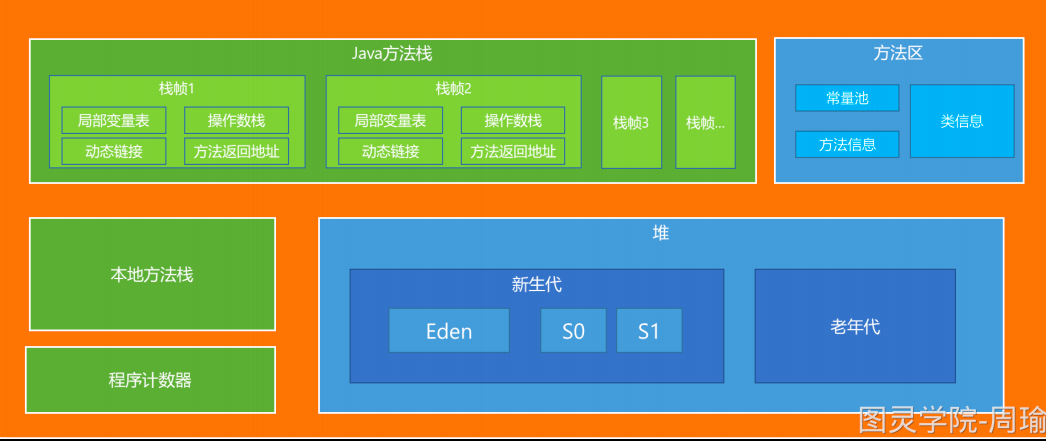 Java方法栈
栈帧1
局部变量表
操作数栈
动态链接
方法返回地址
栈帧2
局部变量表
操作数栈
动态链接
方法返回地址
栈帧3
栈帧...
方法区
常量池
方法信息
类信息
本地方法栈
程序计数器
堆
新生代
Eden
S0
S1
老年代
图灵学院-周瑜